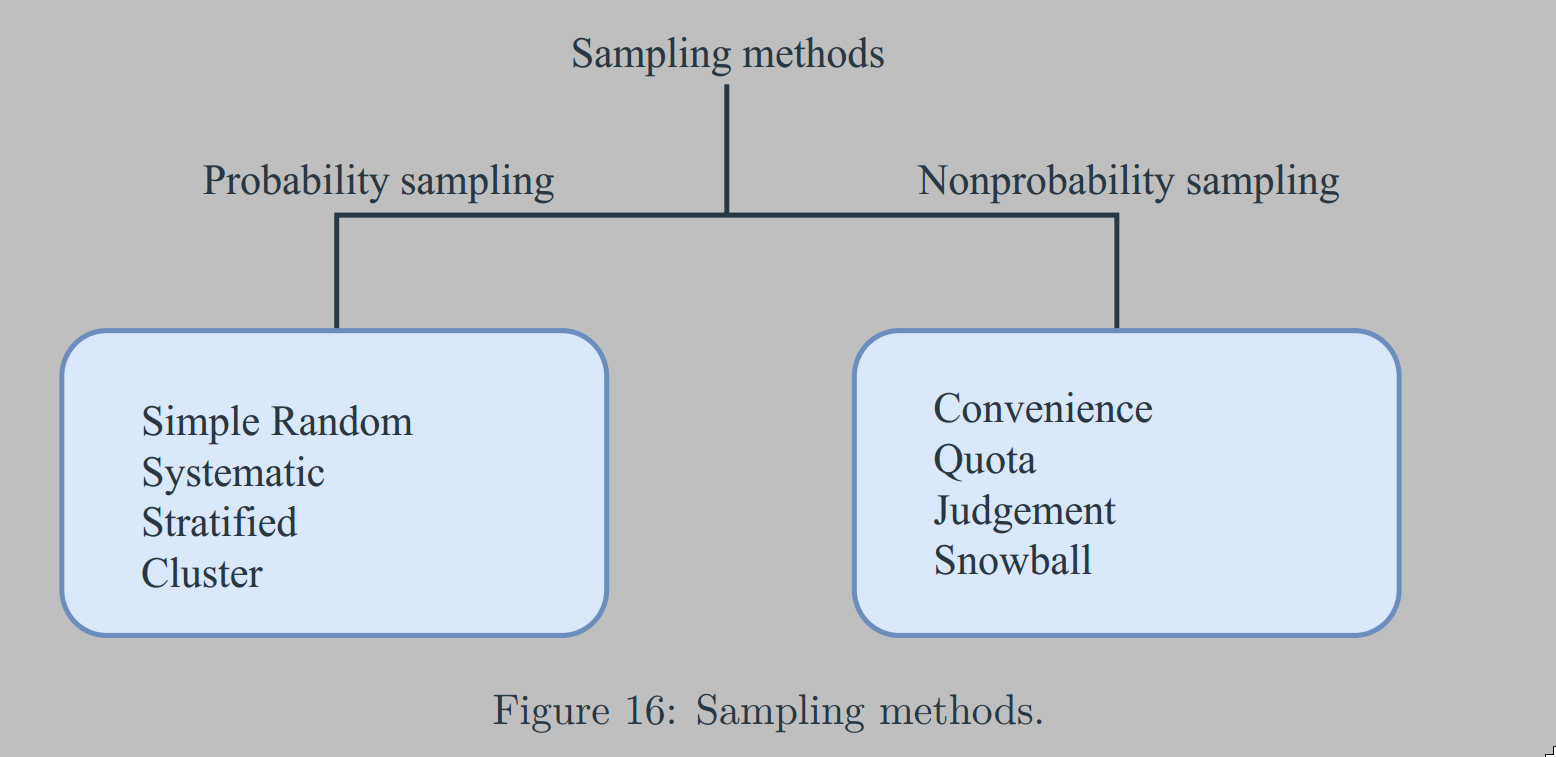 Sampling methods
Probability sampling
Nonprobability sampling
Simple Random
Systematic
Stratified
Cluster
Convenience
Quota
Judgement
Snowball
Figure 16: Sampling methods.